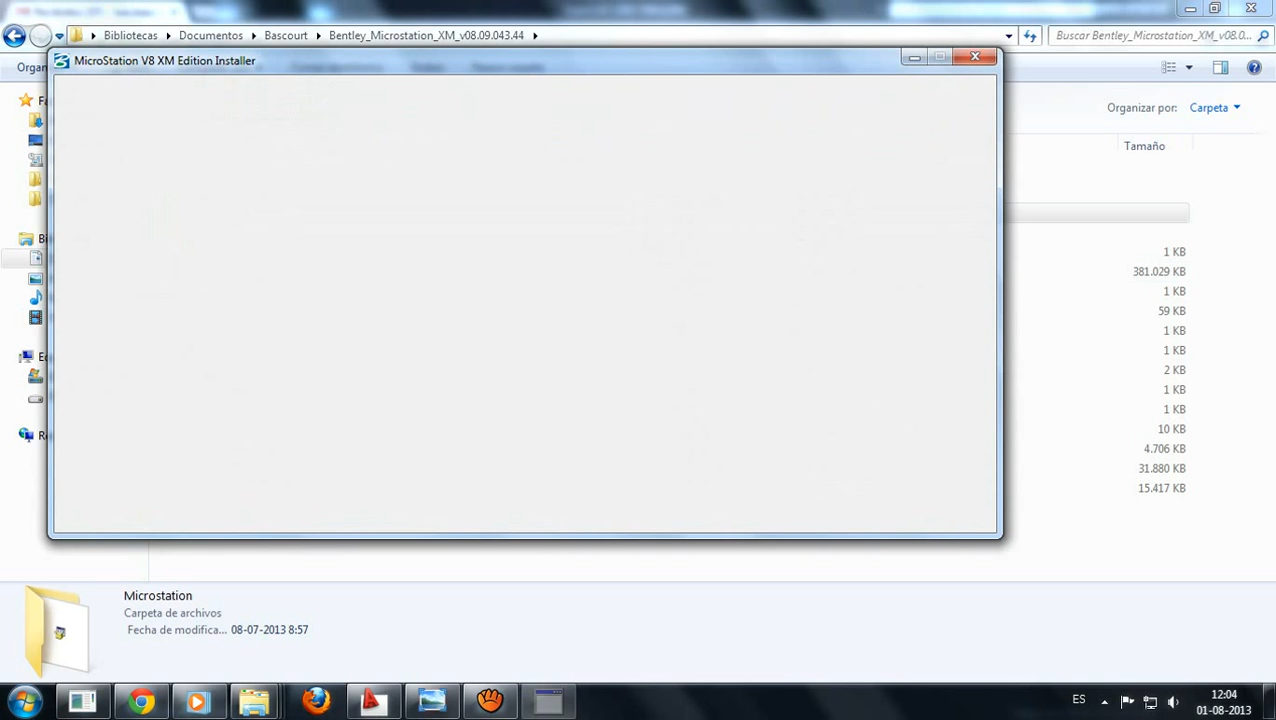 Bibliotecas Documentos Bascourt Bentley_Microstation_XM_v08.09.043.44
Buscar Bentley_Microstation_XM_v08.0...
MicroStation V8 XM Edition Installer
Organizar por: Carpeta
Tamaño
1 KB
381.029 KB
1 KB
59 KB
1 KB
1 KB
2 KB
1 KB
1 KB
10 KB
4.706 KB
31.880 KB
15.417 KB
Microstation
Carpeta de archivos
Fecha de modifica... 08-07-2013 8:57
ES
12:04
01-08-2013